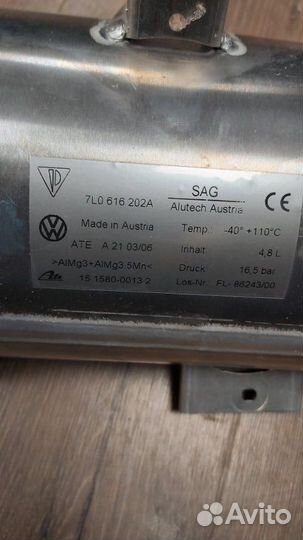 7L0 616 202A
SAG
Alutech Austria
Made in Austria
Temp.: -40° +110°C
ATE A 21 03/06
Inhalt: 4,8 L
>AlMg3+AlMg3.5Mn<
Druck: 16,5 bar
Ate 15.1580-0013.2
Los-Nr.: FL- 86243/00
CE
Avito